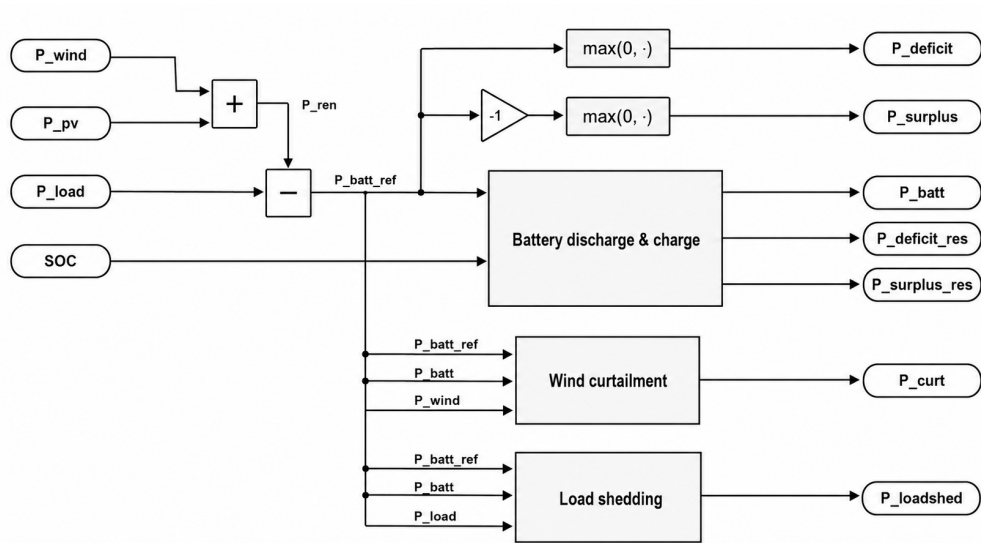 P_wind
P_pv
P_load
SOC
+
P_ren
−
P_batt_ref
-1
max(0, ·)
max(0, ·)
Battery discharge & charge
P_deficit
P_surplus
P_batt
P_deficit_res
P_surplus_res
P_batt_ref
P_batt
P_wind
Wind curtailment
P_curt
P_batt_ref
P_batt
P_load
Load shedding
P_loadshed